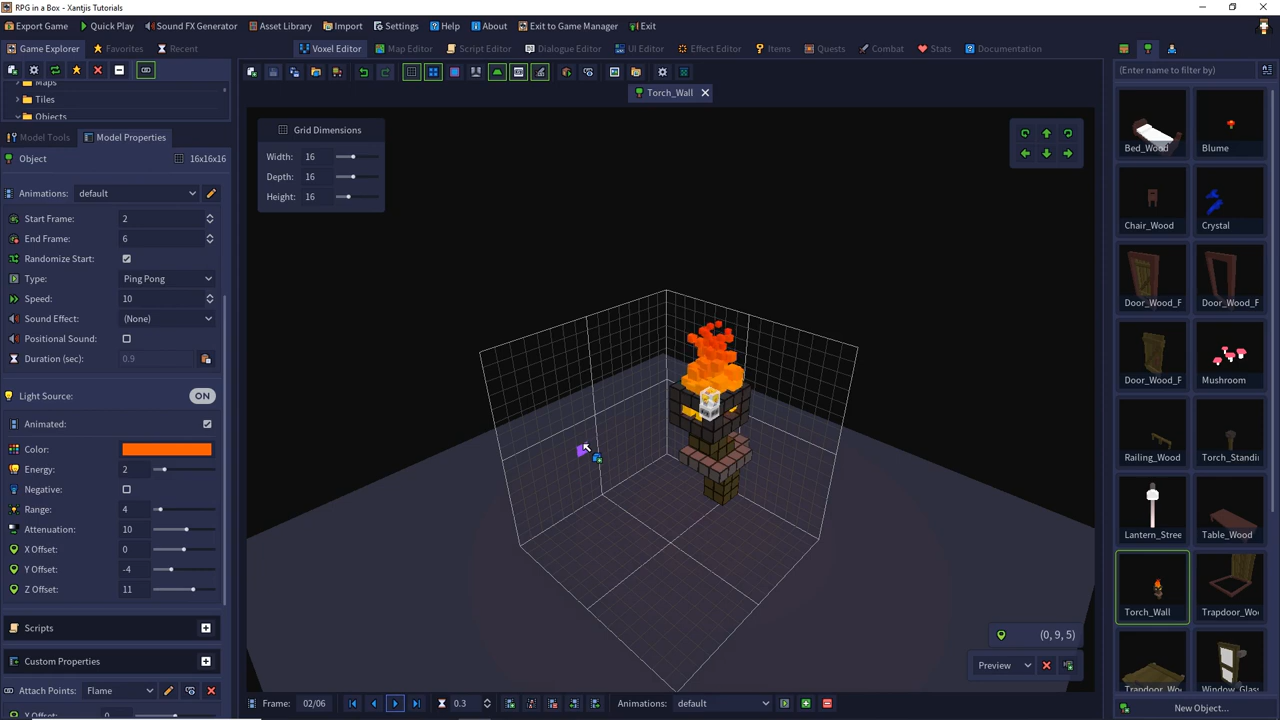 RPG in a Box - Xantjis Tutorials
Export Game Quick Play Sound FX Generator Asset Library Import Settings Help About Exit to Game Manager Exit
Game Explorer Favorites Recent Voxel Editor Map Editor Script Editor Dialogue Editor UI Editor Effect Editor Items Quests Combat Stats Documentation
(Enter name to filter by)
Maps
Tiles
Objects
Torch_Wall
Model Tools Model Properties
Object 16x16x16
Animations: default
Start Frame: 2
End Frame: 6
Randomize Start:
Type: Ping Pong
Speed: 10
Sound Effect: (None)
Positional Sound:
Duration (sec): 0.9
Light Source: ON
Animated:
Color:
Energy: 2
Negative:
Range: 4
Attenuation: 10
X Offset: 0
Y Offset: -4
Z Offset: 11
Scripts
Custom Properties
Attach Points: Flame
X Offset: 0
Grid Dimensions
Width: 16
Depth: 16
Height: 16
(0, 9, 5)
Preview
Frame: 02/06 0.3 Animations: default
Bed_Wood Blume
Chair_Wood Crystal
Door_Wood_F Door_Wood_F
Door_Wood_F Mushroom
Railing_Wood Torch_Standi
Lantern_Stree Table_Wood
Torch_Wall Trapdoor_Woo
Trapdoor_Woo Window_Glass
New Object...